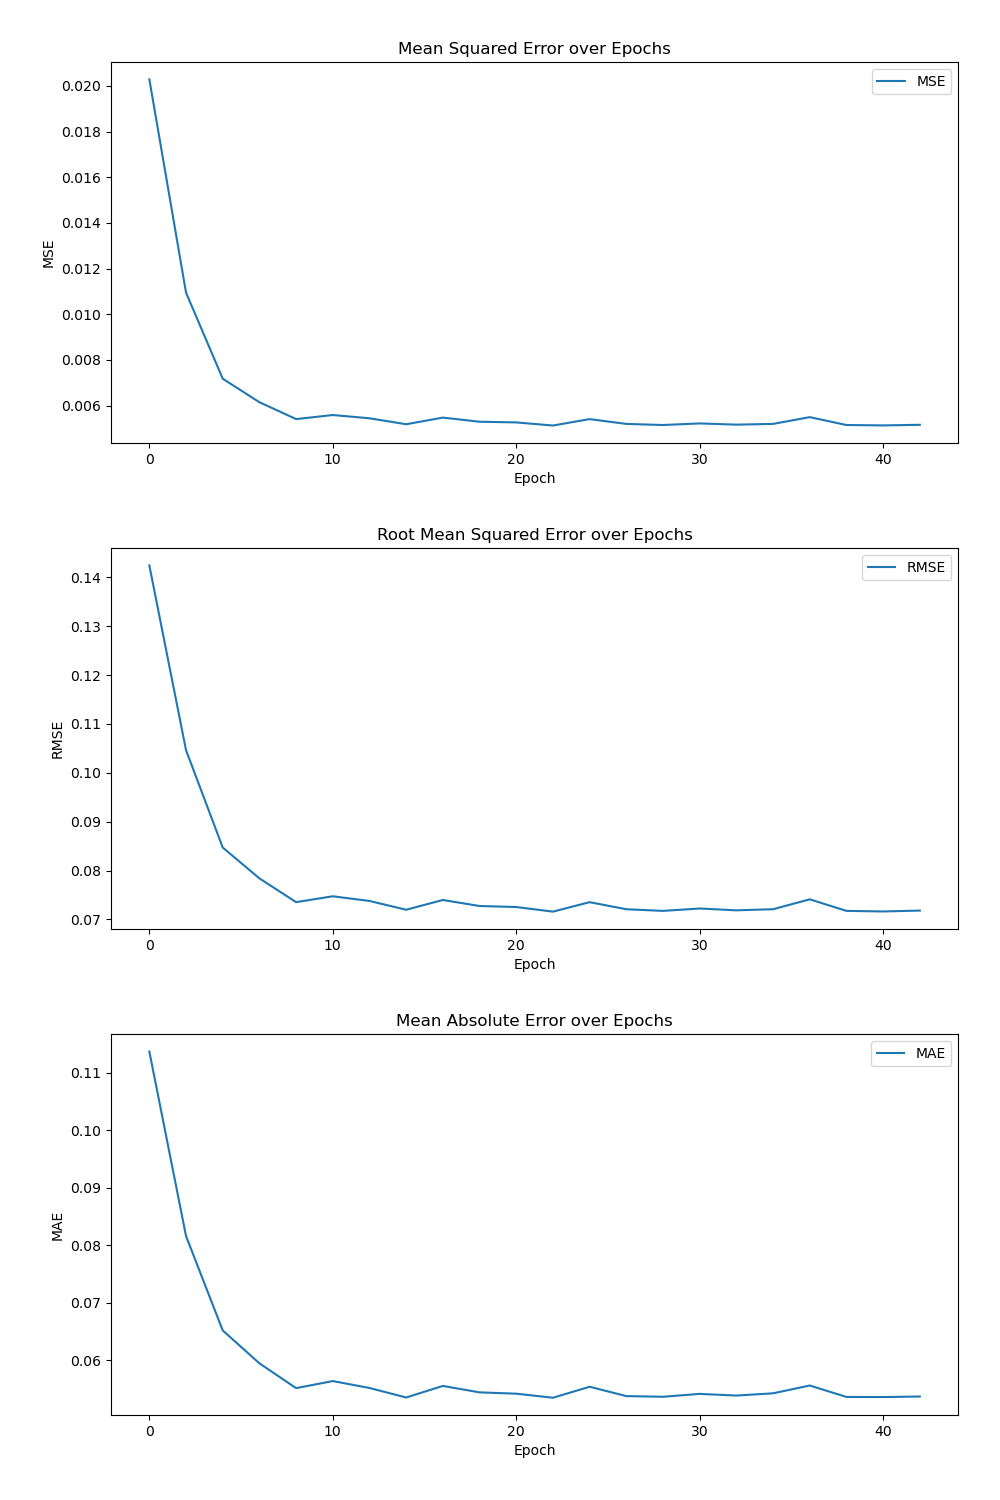 Mean Squared Error over Epochs
MSE
0.020
0.018
0.016
0.014
0.012
0.010
0.008
0.006
MSE
0 10 20 30 40
Epoch
Root Mean Squared Error over Epochs
RMSE
0.14
0.13
0.12
0.11
0.10
0.09
0.08
0.07
RMSE
0 10 20 30 40
Epoch
Mean Absolute Error over Epochs
MAE
0.11
0.10
0.09
0.08
0.07
0.06
MAE
0 10 20 30 40
Epoch